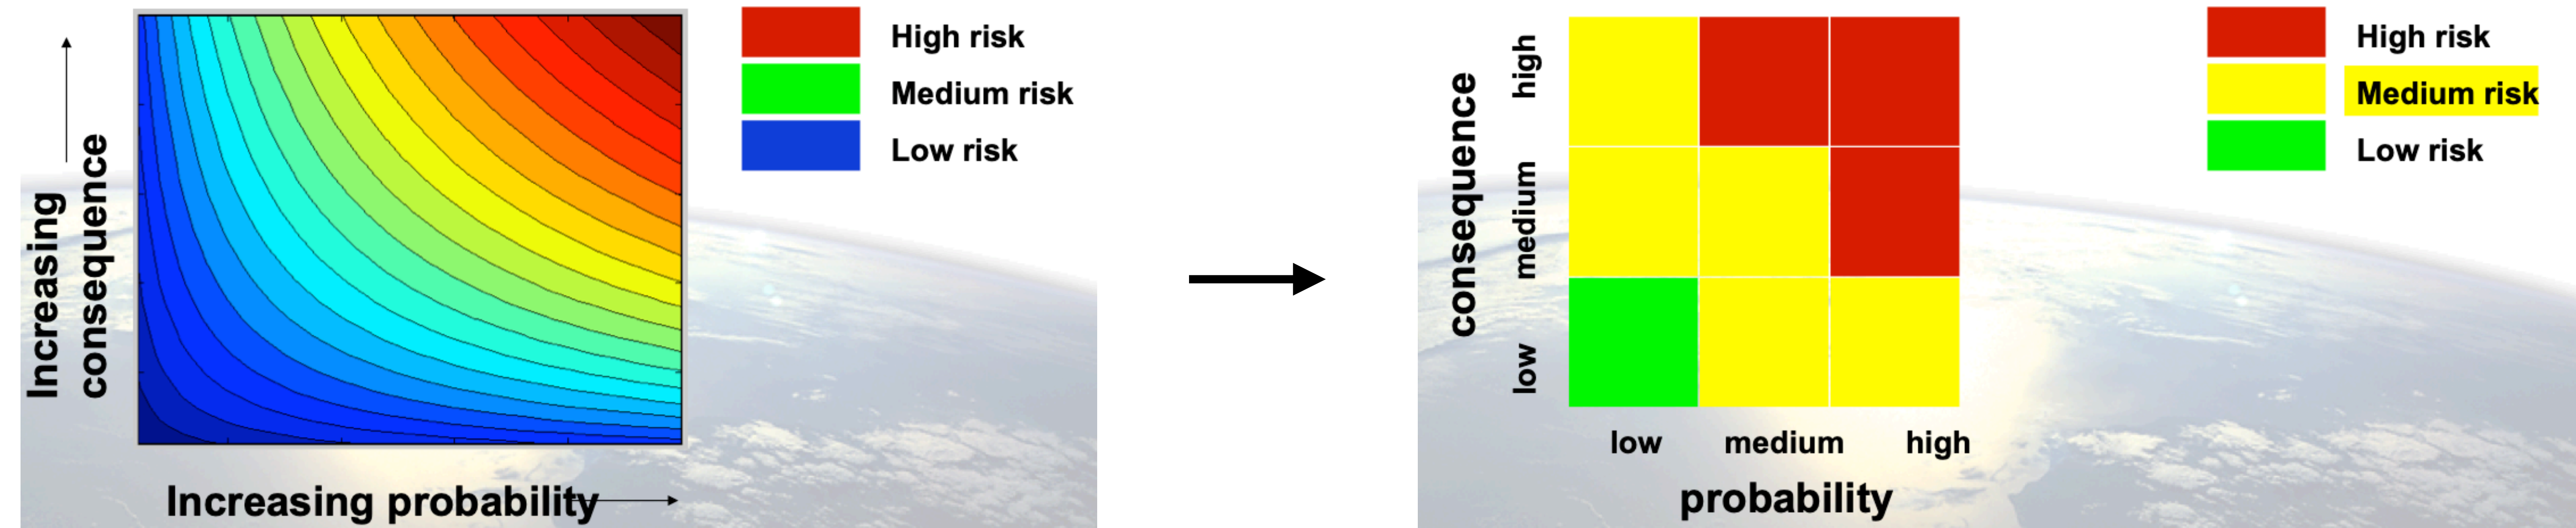 Increasing
consequence
Increasing probability
High risk
Medium risk
Low risk
consequence
high
medium
low
low medium high
probability
High risk
Medium risk
Low risk